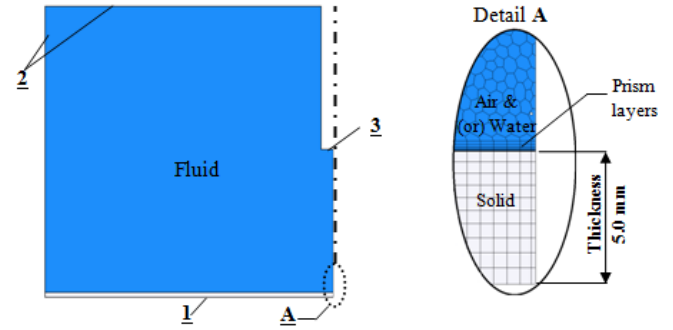 Detail A
2
3
Fluid
Air &
(or) Water
Prism
layers
Solid
Thickness
5.0 mm
1
A